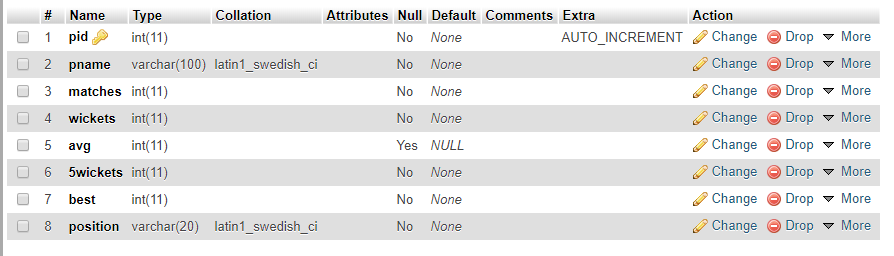 # Name Type Collation Attributes Null Default Comments Extra Action
1 pid int(11) No None AUTO_INCREMENT Change Drop More
2 pname varchar(100) latin1_swedish_ci No None Change Drop More
3 matches int(11) No None Change Drop More
4 wickets int(11) No None Change Drop More
5 avg int(11) Yes NULL Change Drop More
6 5wickets int(11) No None Change Drop More
7 best int(11) No None Change Drop More
8 position varchar(20) latin1_swedish_ci No None Change Drop More